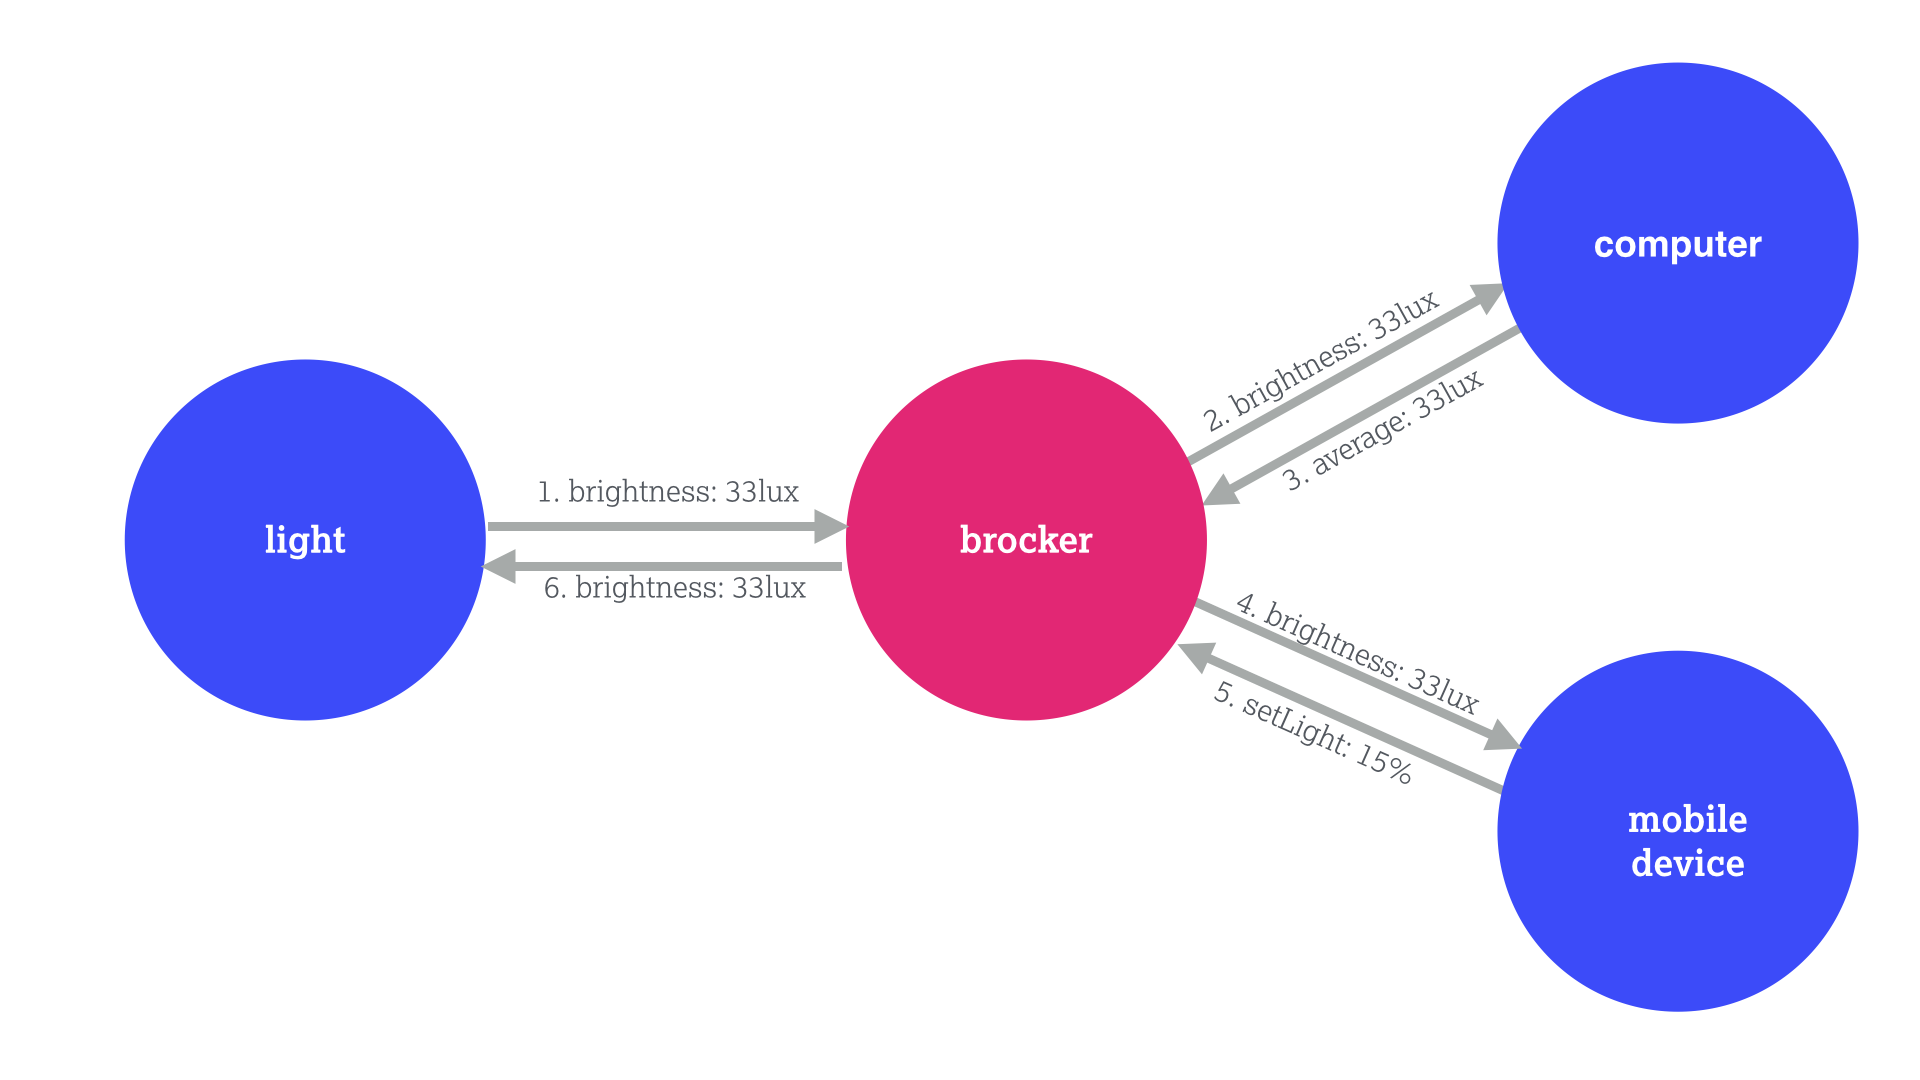 light
1. brightness: 33lux
6. brightness: 33lux
brocker
2. brightness: 33lux
3. average: 33lux
computer
4. brightness: 33lux
5. setLight: 15%
mobile
device